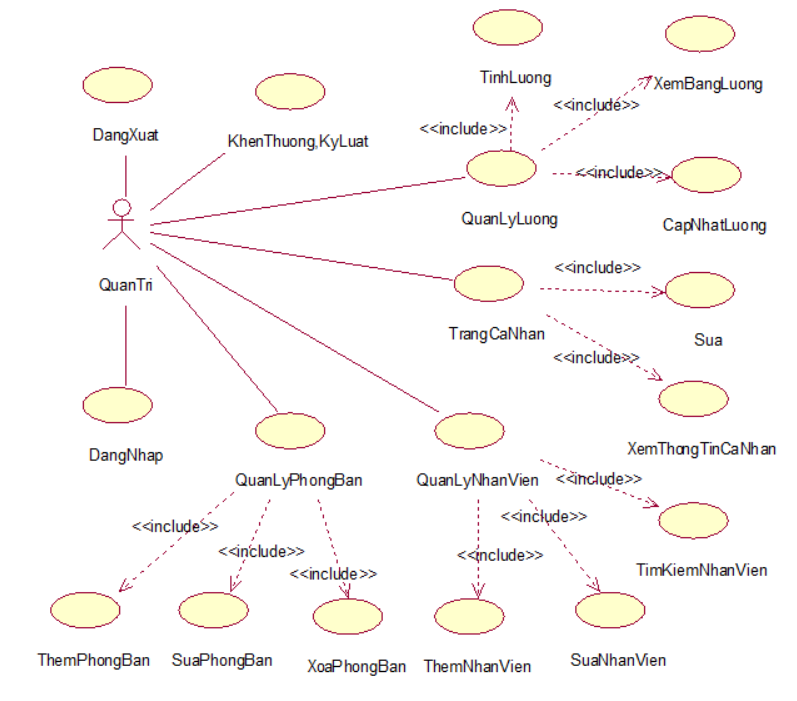 TinhLuong
XemBangLuong
<<include>>
DangXuat
KhenThuong,KyLuat
<<include>>
<<include>>
QuanLyLuong
CapNhatLuong
<<include>>
QuanTri
TrangCaNhan
Sua
<<include>>
DangNhap
XemThongTinCaNhan
QuanLyPhongBan
QuanLyNhanVien
<<include>>
<<include>>
<<include>>
<<include>>
<<include>>
<<include>>
TimKiemNhanVien
ThemPhongBan
SuaPhongBan
XoaPhongBan
ThemNhanVien
SuaNhanVien